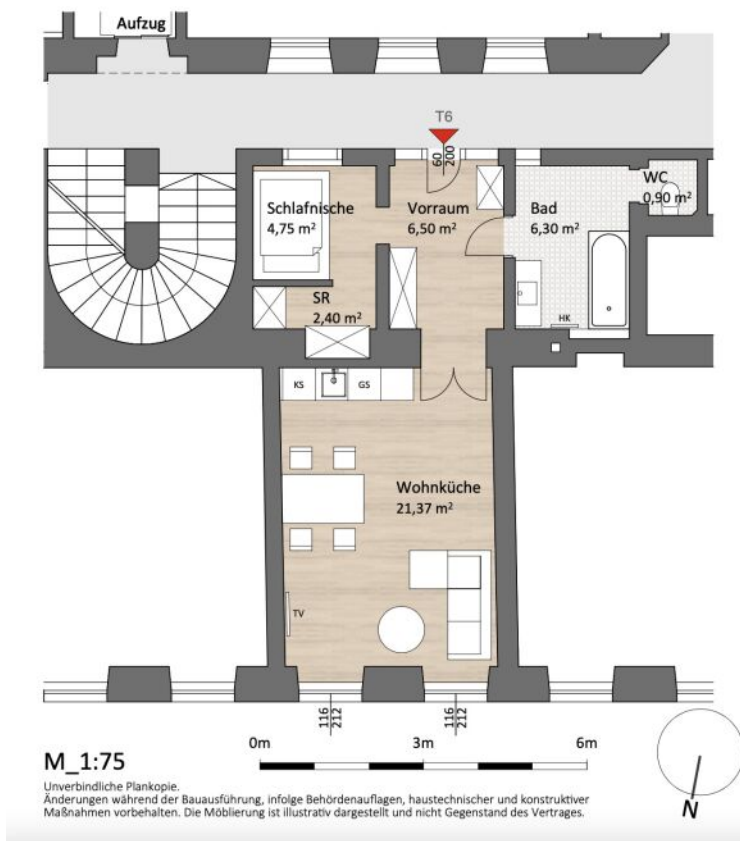 Aufzug
T6
60
200
Schlafnische
4,75 m²
Vorraum
6,50 m²
Bad
6,30 m²
WC
0,90 m²
SR
2,40 m²
HK
KS
GS
Wohnküche
21,37 m²
TV
116
212
116
212
M_1:75
0m
3m
6m
N
Unverbindliche Plankopie.
Änderungen während der Bauausführung, infolge Behördenauflagen, haustechnischer und konstruktiver
Maßnahmen vorbehalten. Die Möblierung ist illustrativ dargestellt und nicht Gegenstand des Vertrages.